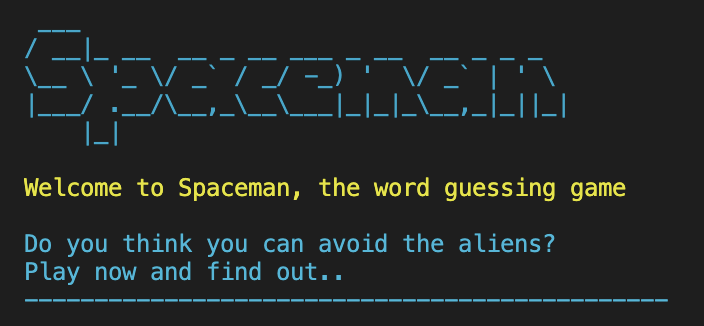 Spaceman
Welcome to Spaceman, the word guessing game
Do you think you can avoid the aliens?
Play now and find out..